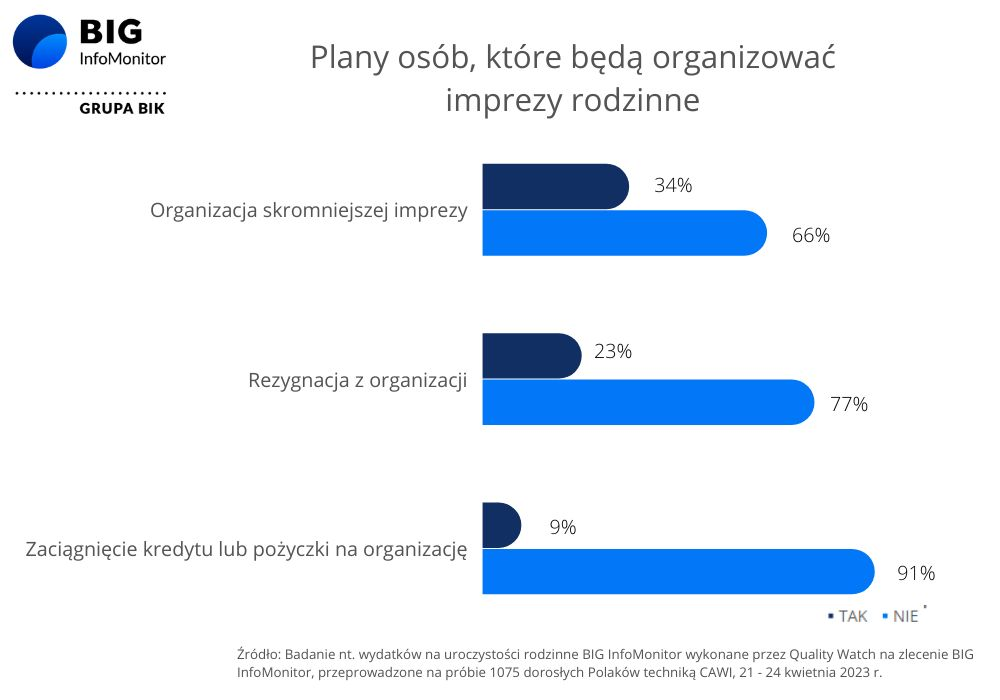 BIG
InfoMonitor
GRUPA BIK
Plany osób, które będą organizować
imprezy rodzinne
Organizacja skromniejszej imprezy
34%
66%
Rezygnacja z organizacji
23%
77%
Zaciągnięcie kredytu lub pożyczki na organizację
9%
91%
TAK NIE
Źródło: Badanie nt. wydatków na uroczystości rodzinne BIG InfoMonitor wykonane przez Quality Watch na zlecenie BIG
InfoMonitor, przeprowadzone na próbie 1075 dorosłych Polaków techniką CAWI, 21 - 24 kwietnia 2023 r.